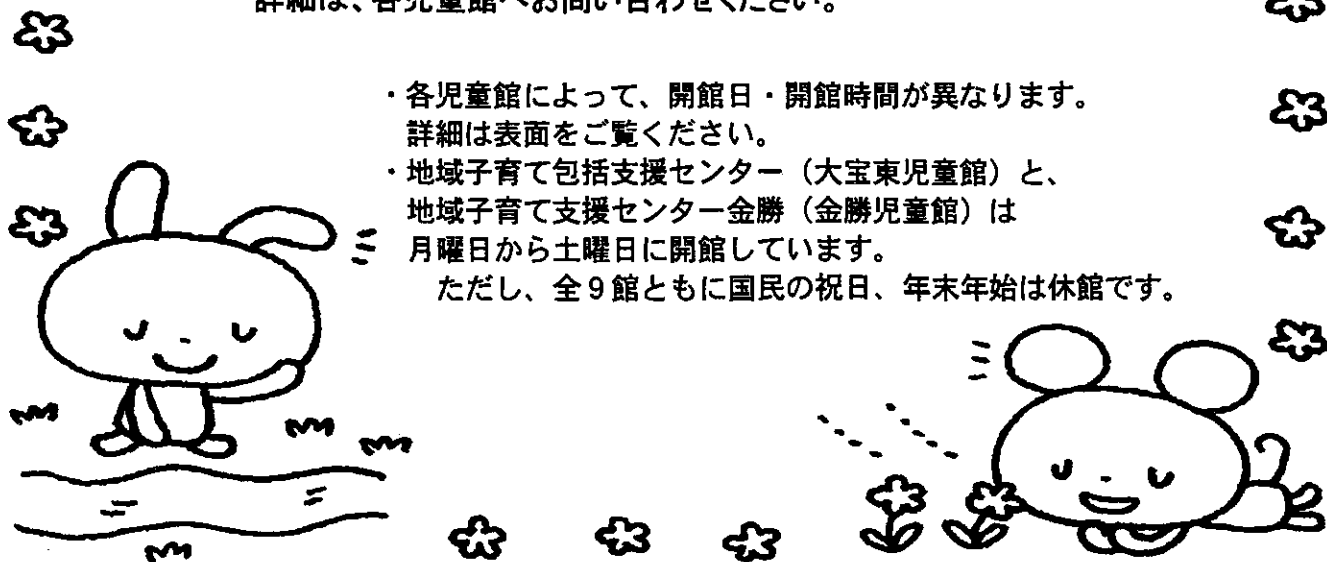 詳細は、各児童館へお問い合わせください。
・各児童館によって、開館日・開館時間が異なります。
詳細は表面をご覧ください。
・地域子育て包括支援センター（大宝東児童館）と、
地域子育て支援センター金勝（金勝児童館）は
月曜日から土曜日に開館しています。
ただし、全９館ともに国民の祝日、年末年始は休館です。